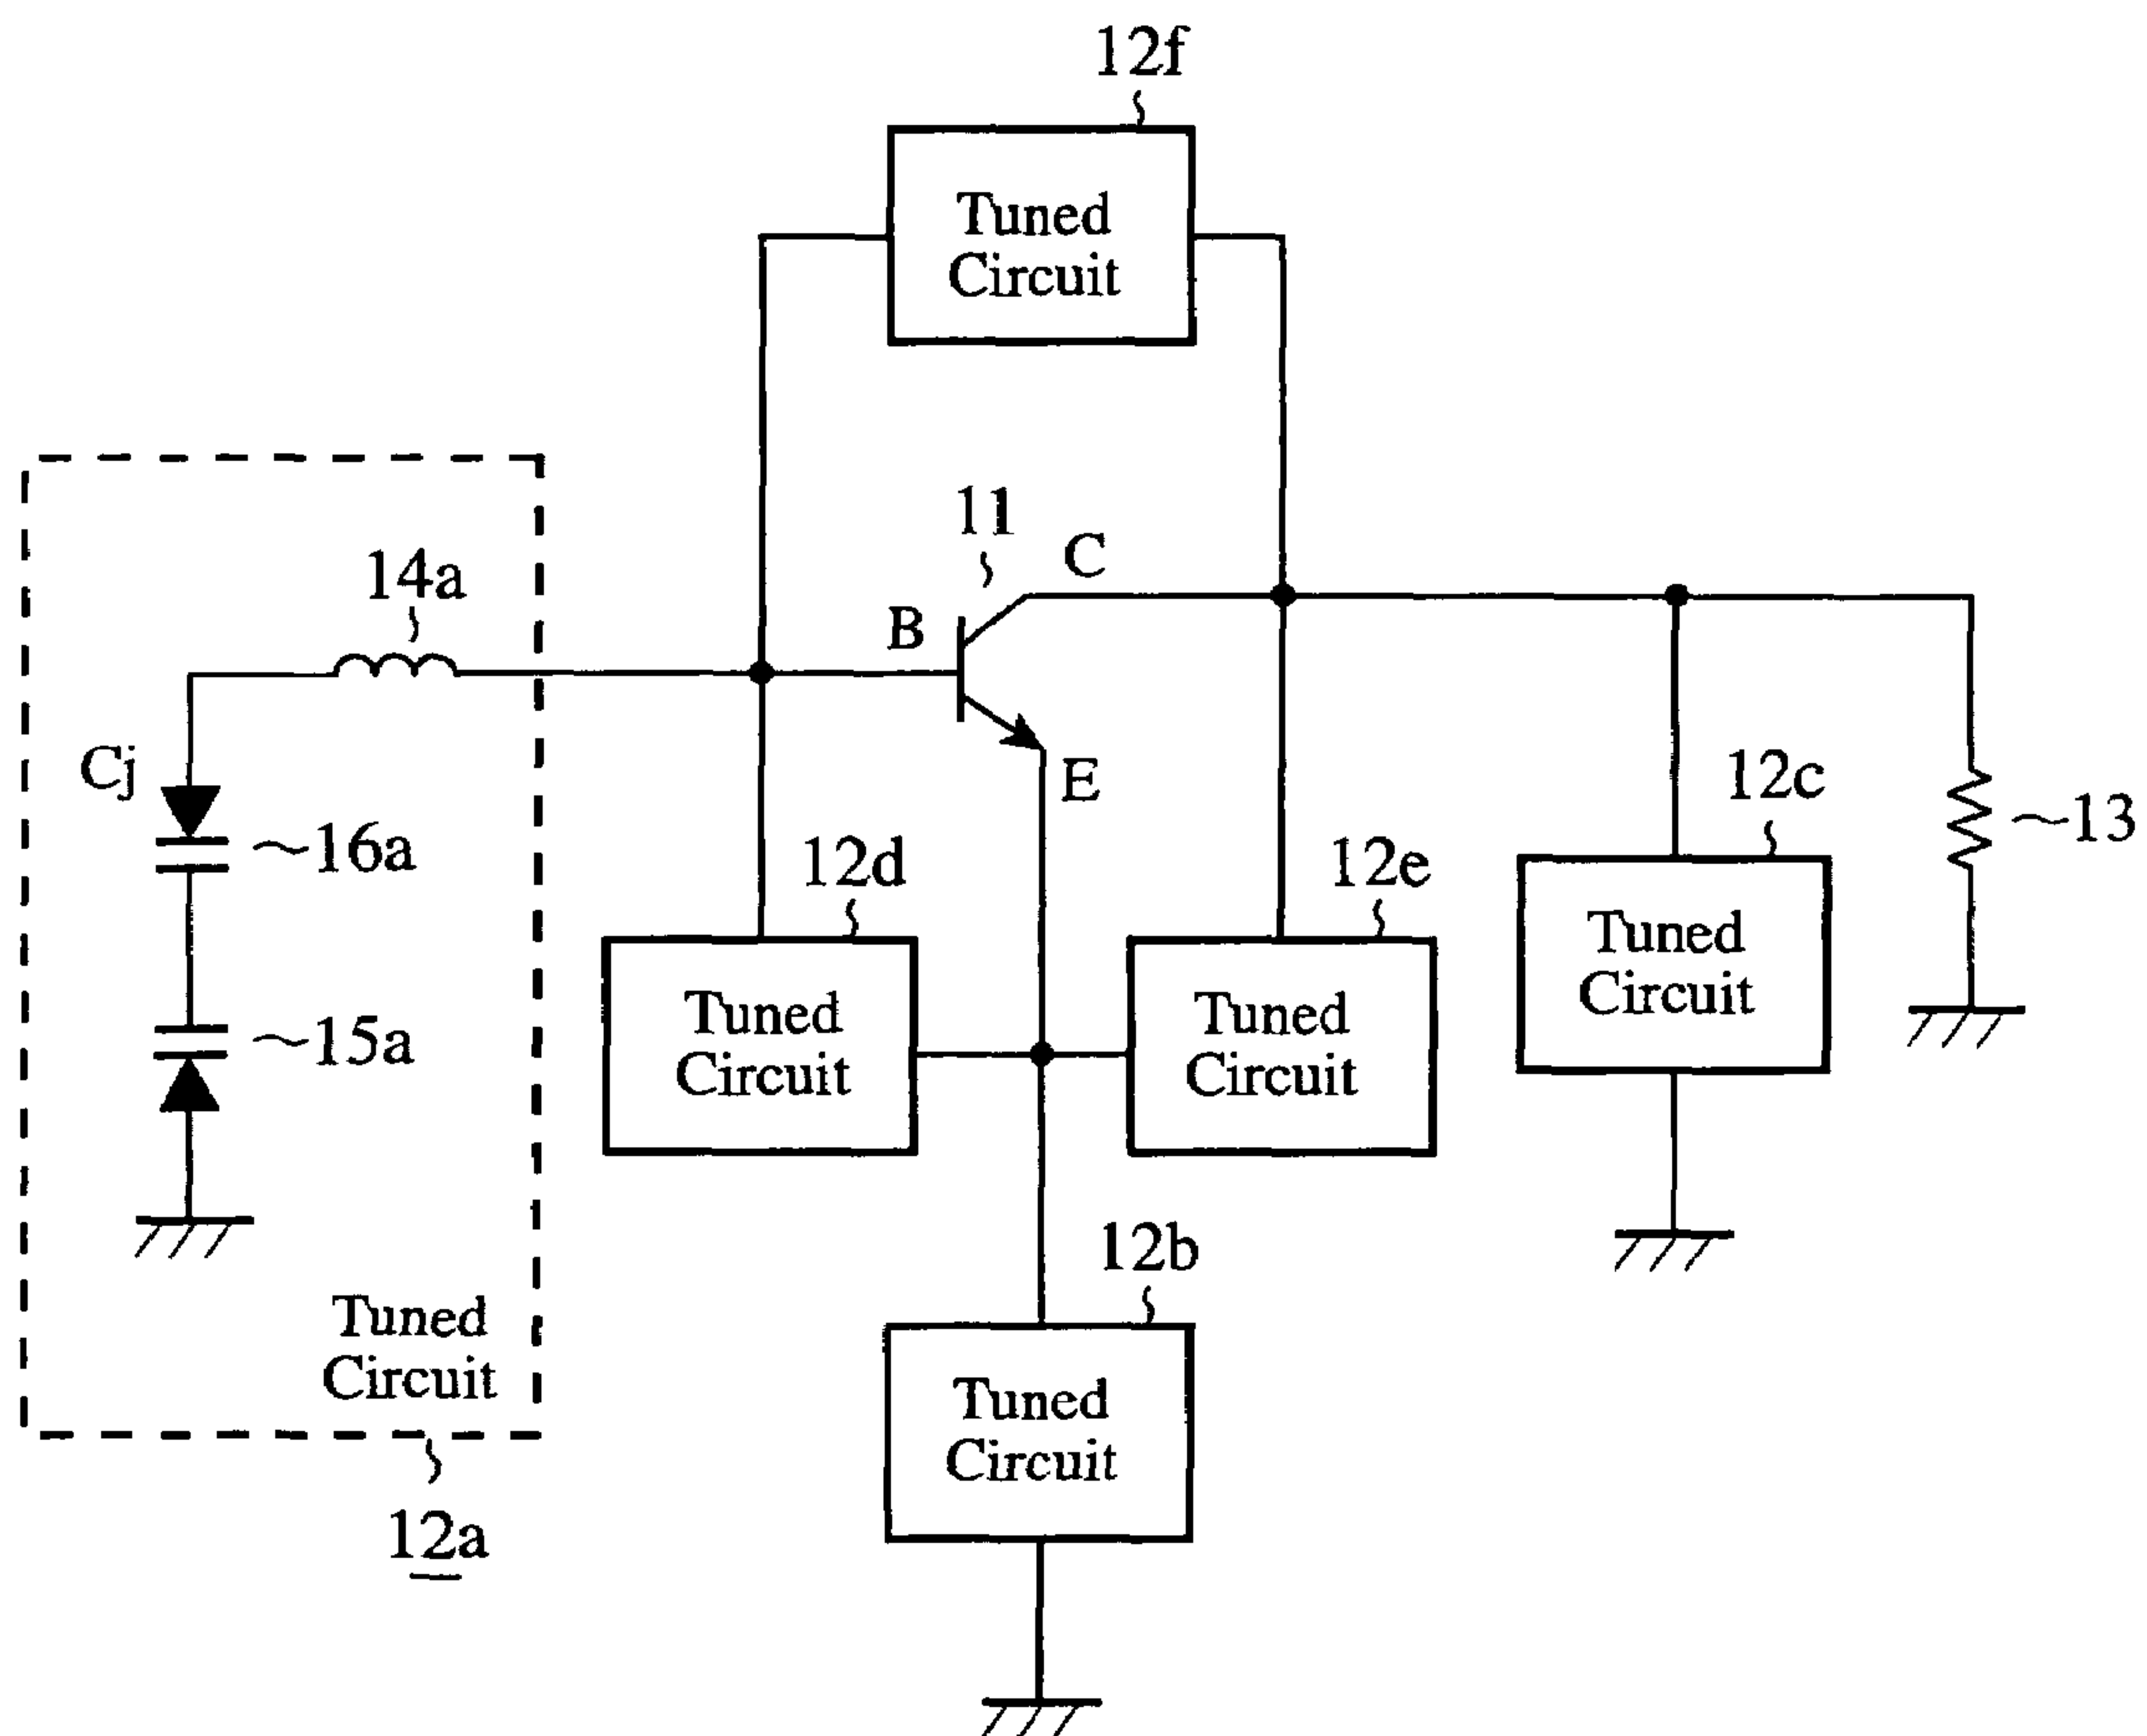 12f
Tuned
Circuit
11
C
14a
B
Cj
E
12c
16a
12d
12e
13
Tuned
Circuit
Tuned
Circuit
Tuned
Circuit
15a
12b
Tuned
Circuit
Tuned
Circuit
12a